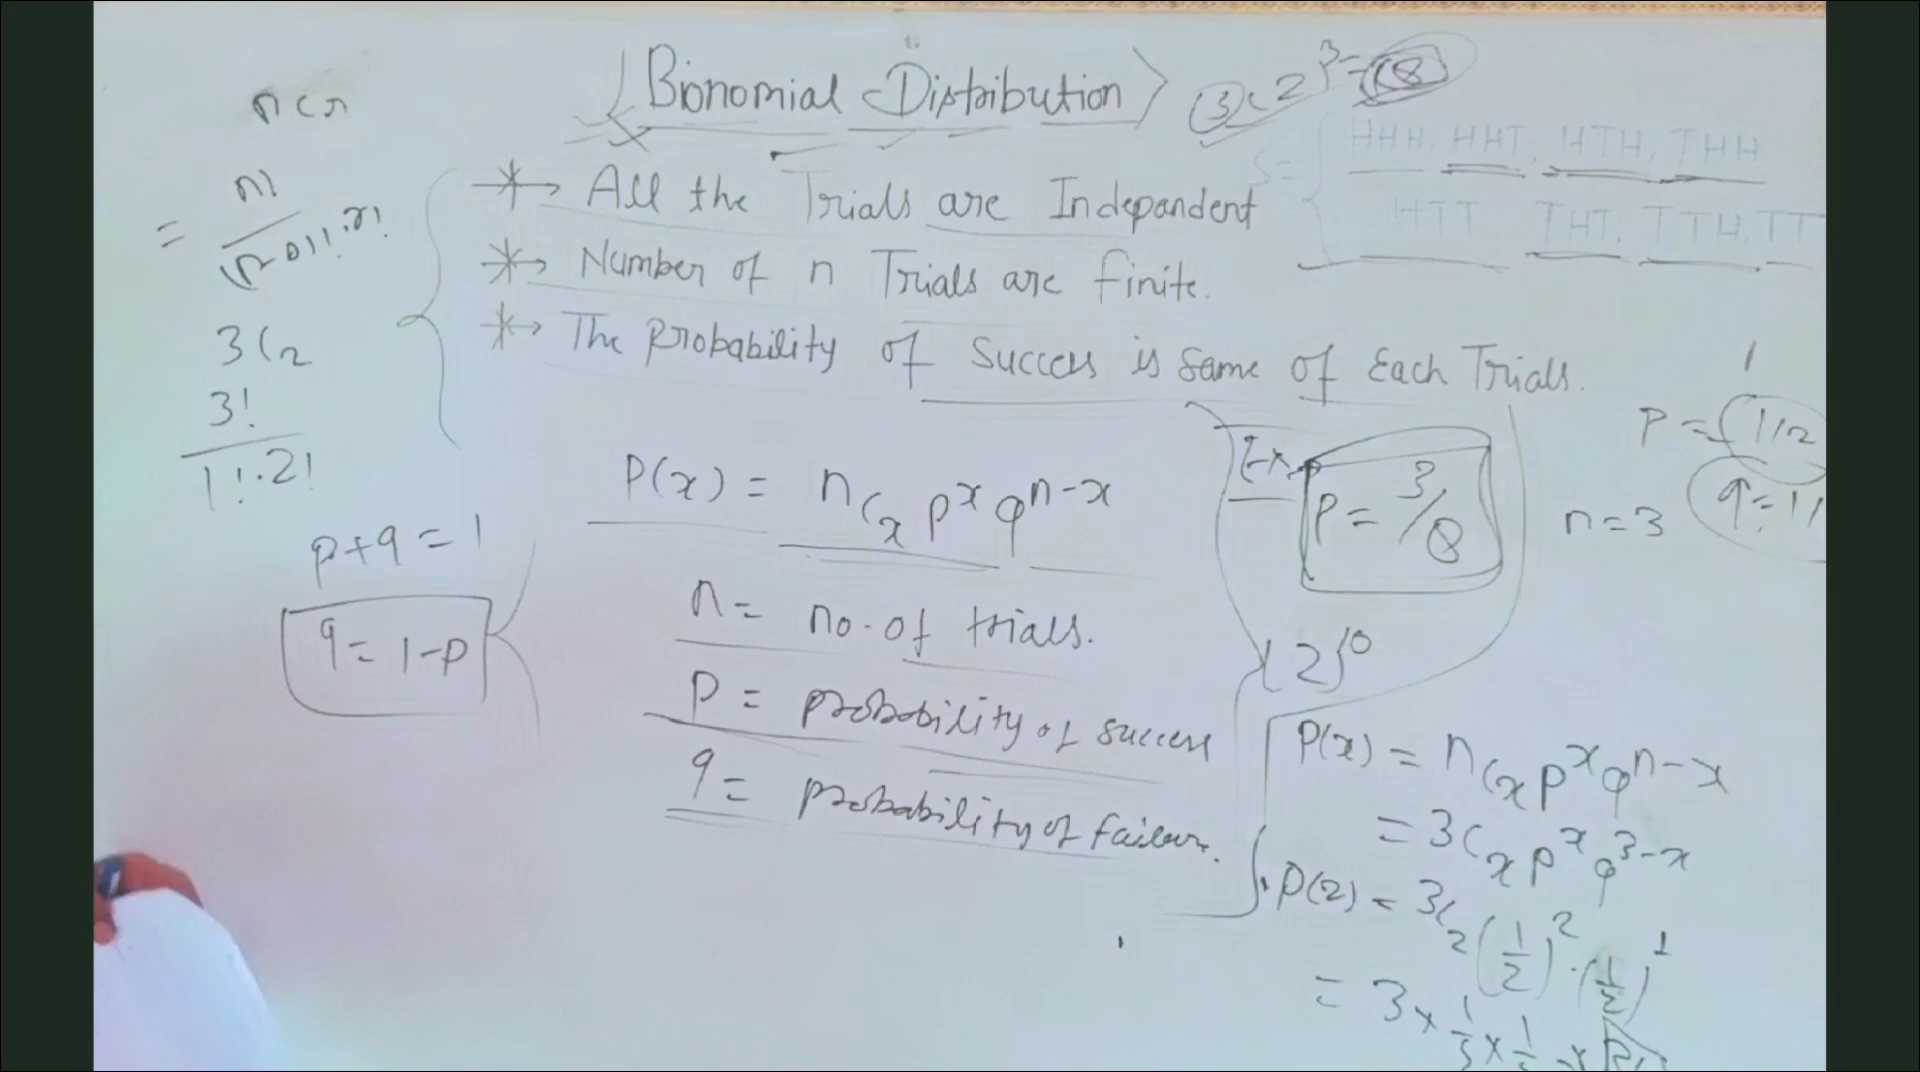 Bionomial Distribution
3C2 2³ = 8
nCr
= n! / (n-r)! · r!
3C2
3! / 1! · 2!
p+q = 1
q = 1-p
* → All the Trials are Independent
* → Number of n Trials are finite.
* → The Probability of Success is Same of Each Trials.
P(x) = nCx p^x q^n-x
n = no. of trials.
P = probability of success
q = probability of failure.
S = { HHH, HHT, HTH, THH
HTT, THT, TTH, TT
Ex
P = 3/8
n = 3
P = 1/2
q = 1/
{2}
P(x) = nCx p^x q^n-x
= 3Cx p^x q^3-x
P(2) = 3C2 (1/2)² · (1/2)¹
= 3 ×